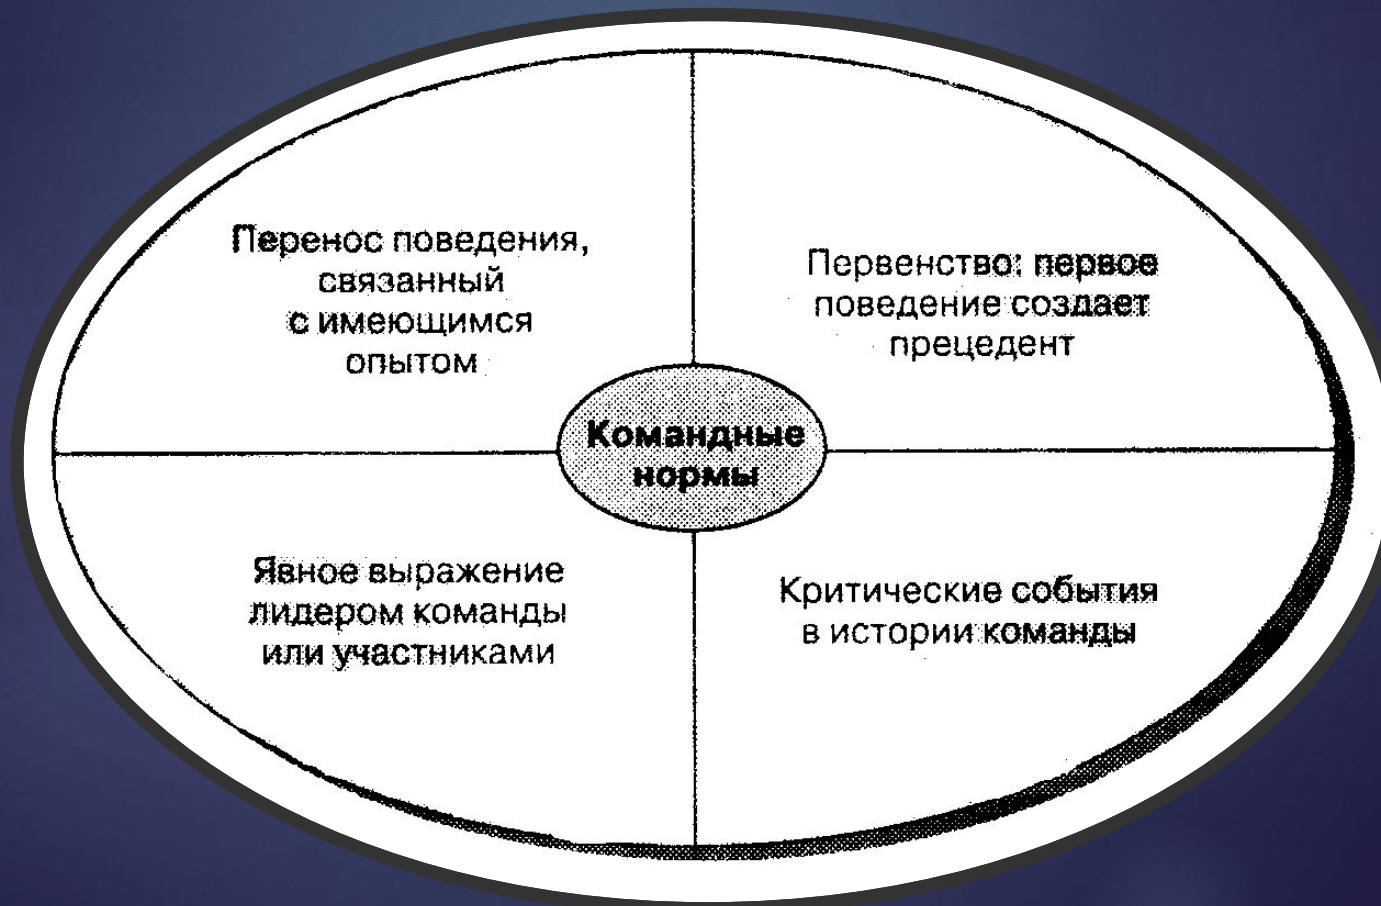 Перенос поведения,
связанный
с имеющимся
опытом
Первенство: первое
поведение создает
прецедент
Командные
нормы
Явное выражение
лидером команды
или участниками
Критические события
в истории команды